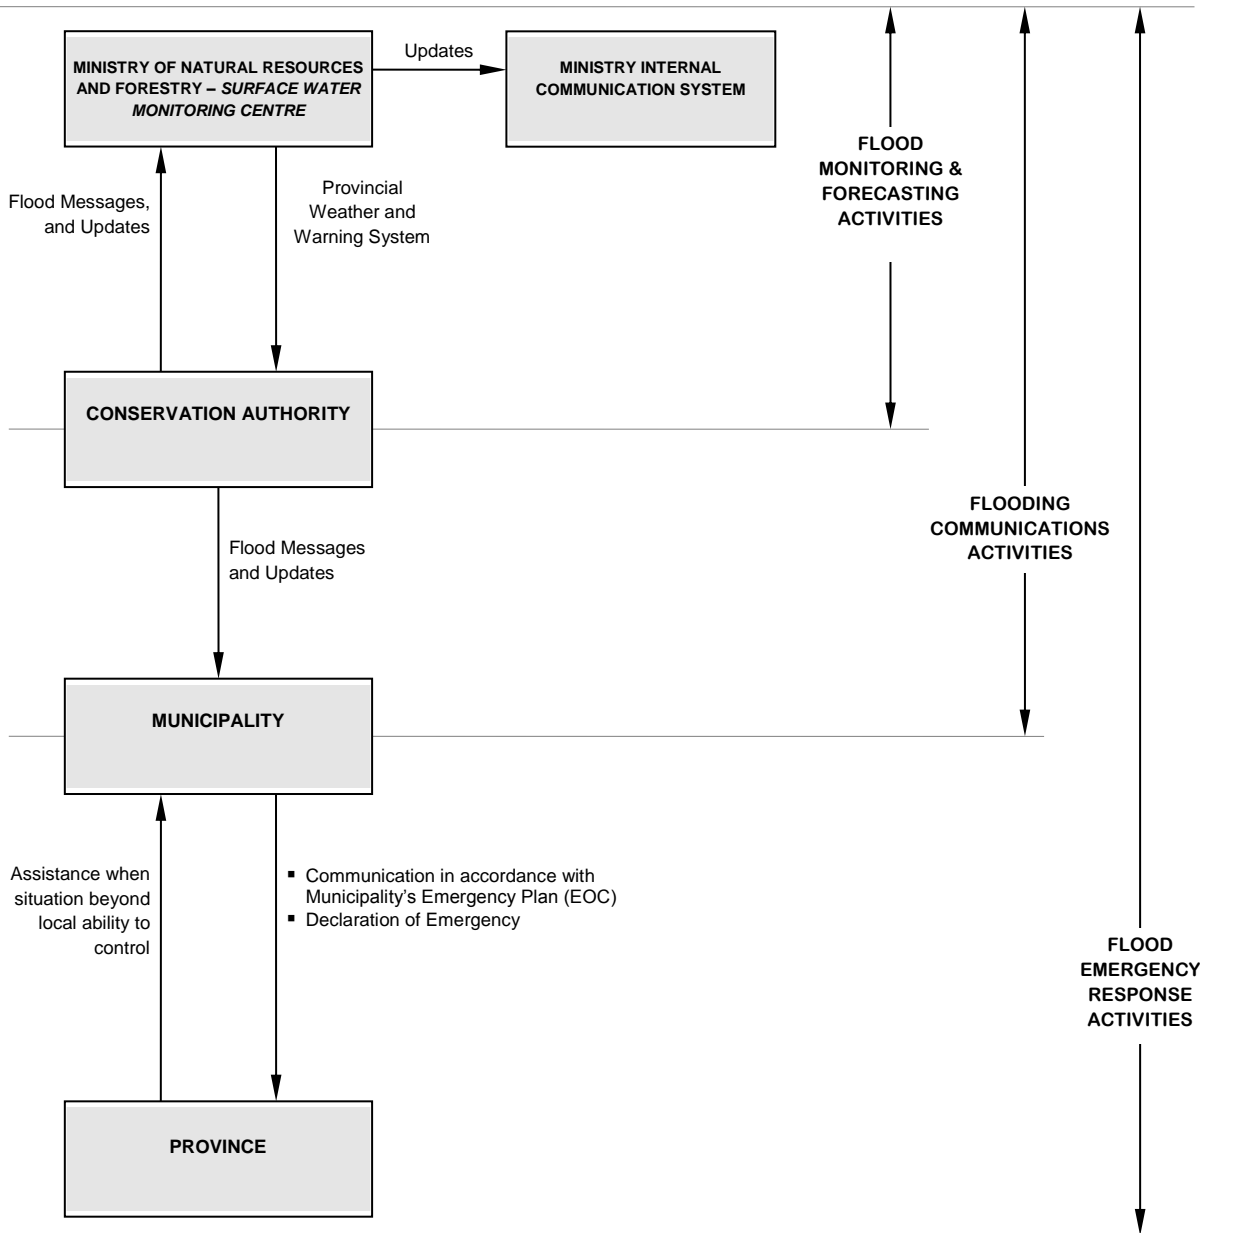 Updates
MINISTRY OF NATURAL RESOURCES
AND FORESTRY – SURFACE WATER
MONITORING CENTRE
MINISTRY INTERNAL
COMMUNICATION SYSTEM
FLOOD
MONITORING &
FORECASTING
ACTIVITIES
Flood Messages,
and Updates
Provincial
Weather and
Warning System
CONSERVATION AUTHORITY
FLOODING
COMMUNICATIONS
ACTIVITIES
Flood Messages
and Updates
MUNICIPALITY
Assistance when
situation beyond
local ability to
control
▪ Communication in accordance with
Municipality’s Emergency Plan (EOC)
▪ Declaration of Emergency
FLOOD
EMERGENCY
RESPONSE
ACTIVITIES
PROVINCE